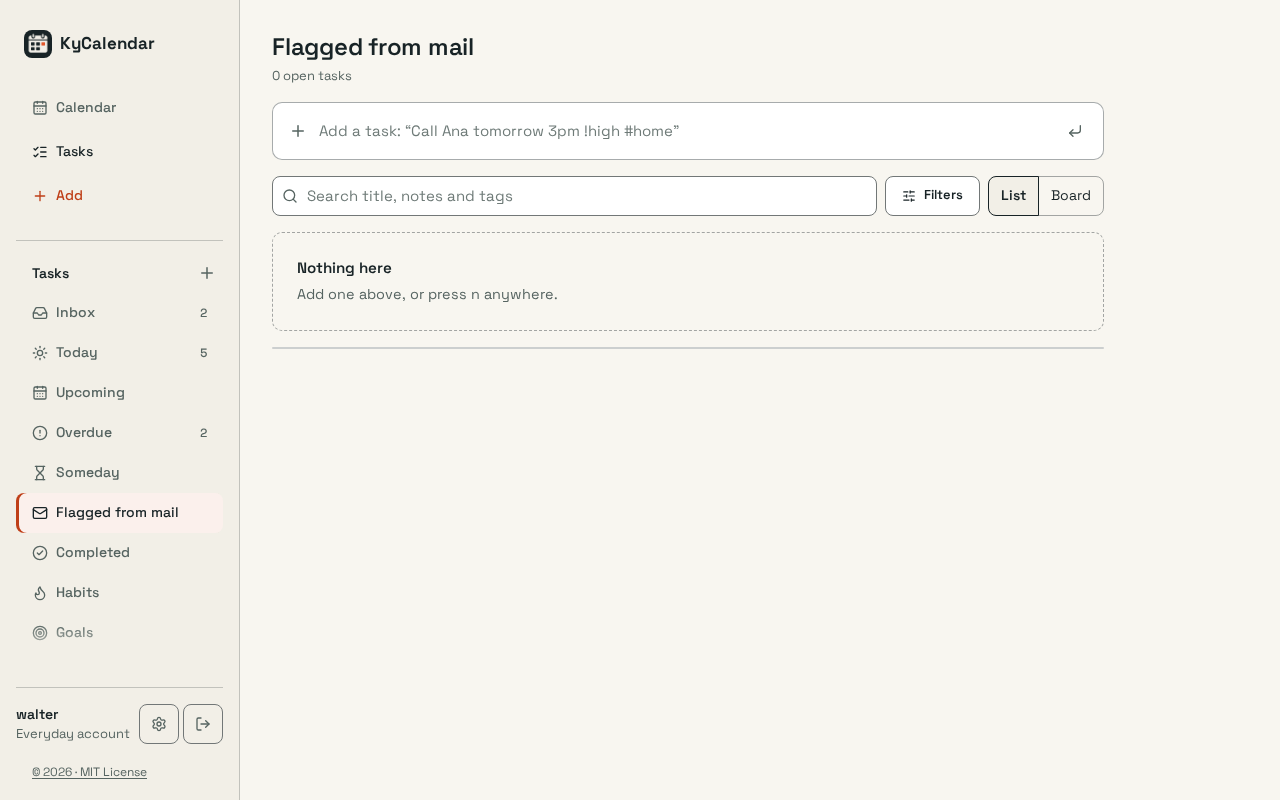 KyCalendar
Calendar
Tasks
Add
Tasks
Inbox 2
Today 5
Upcoming
Overdue 2
Someday
Flagged from mail
Completed
Habits
Goals
walter
Everyday account
© 2026 · MIT License
Flagged from mail
0 open tasks
Add a task: “Call Ana tomorrow 3pm !high #home”
Search title, notes and tags
Filters
List
Board
Nothing here
Add one above, or press n anywhere.